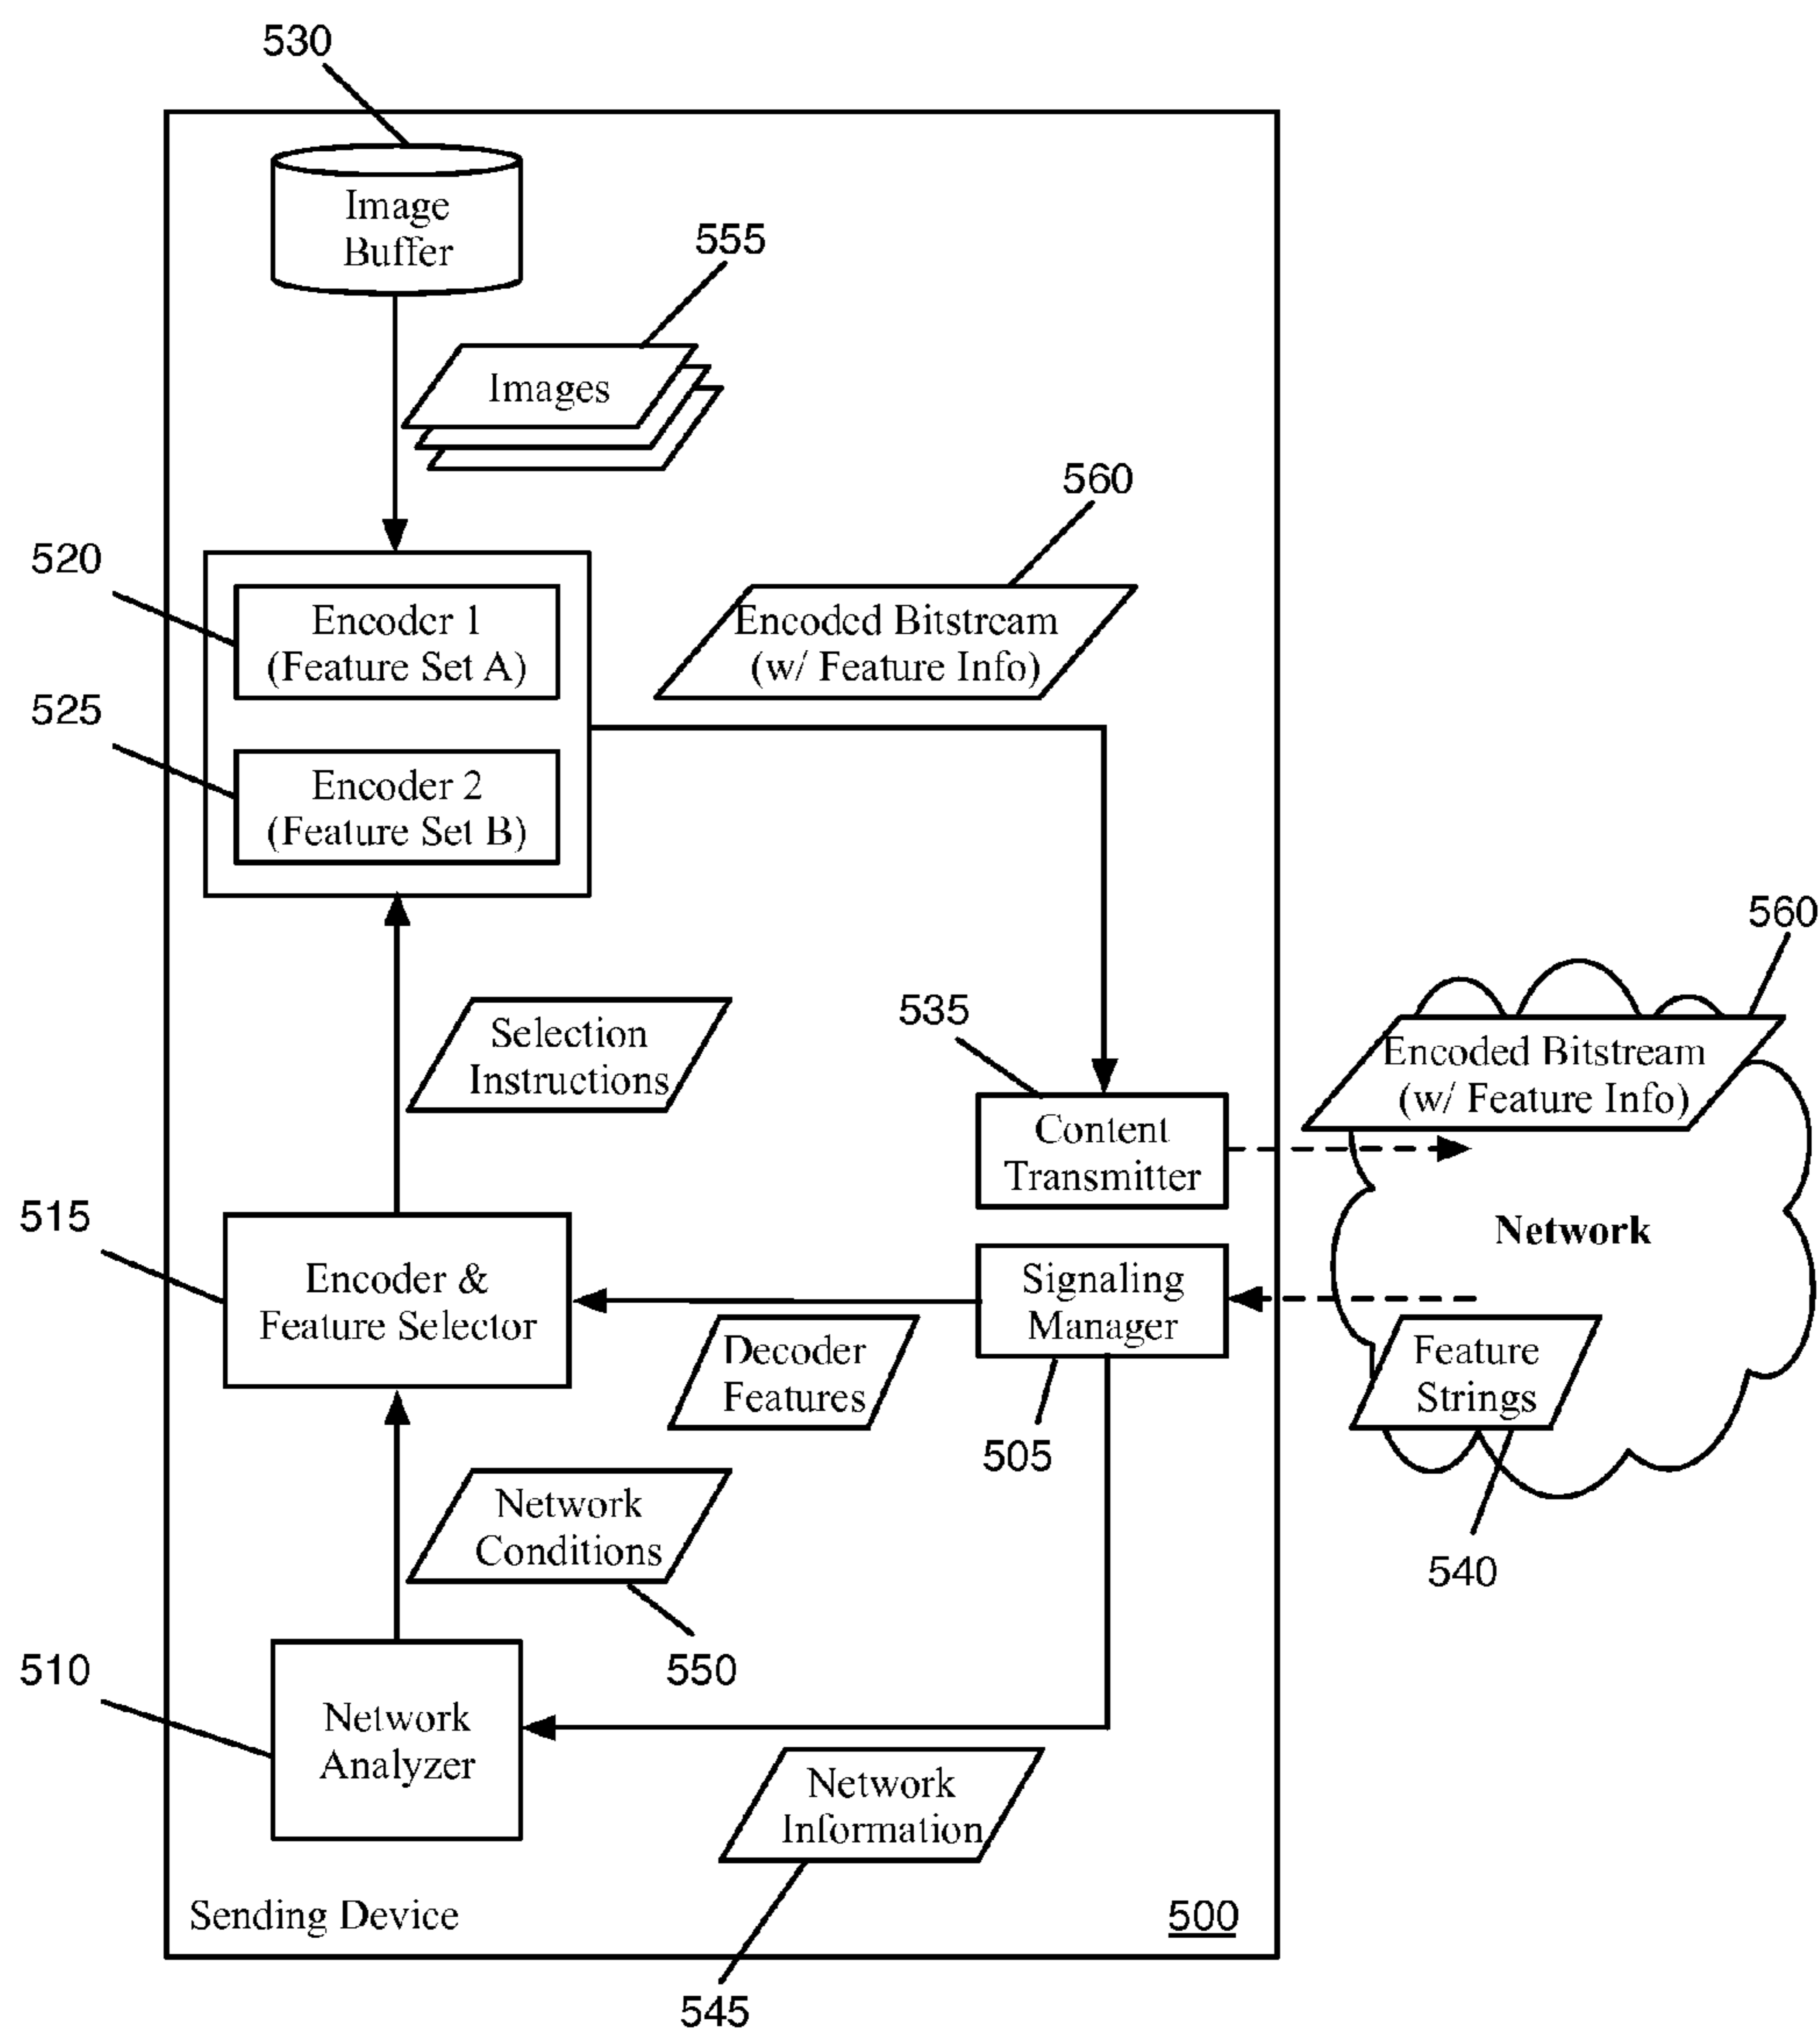 530
Image
Buffer
555
Images
560
520
Encoder 1
(Feature Set A)
Encoded Bitstream
(w/ Feature Info)
525
Encoder 2
(Feature Set B)
560
535
Selection
Instructions
Encoded Bitstream
(w/ Feature Info)
Content
Transmitter
515
Network
Encoder &
Feature Selector
Signaling
Manager
Decoder
Features
Feature
Strings
505
Network
Conditions
540
510
550
Network
Analyzer
Network
Information
Sending Device
500
545